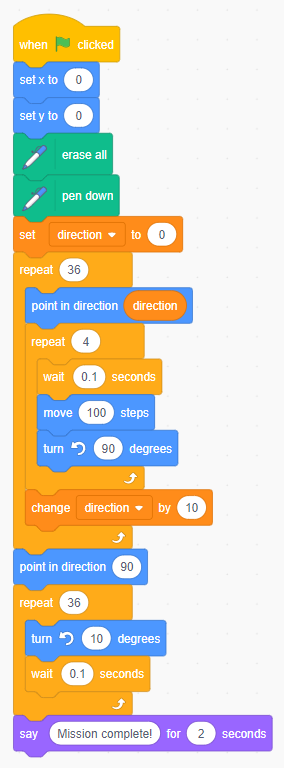 when clicked
set x to 0
set y to 0
erase all
pen down
set direction to 0
repeat 36
point in direction direction
repeat 4
wait 0.1 seconds
move 100 steps
turn 90 degrees
change direction by 10
point in direction 90
repeat 36
turn 10 degrees
wait 0.1 seconds
say Mission complete! for 2 seconds